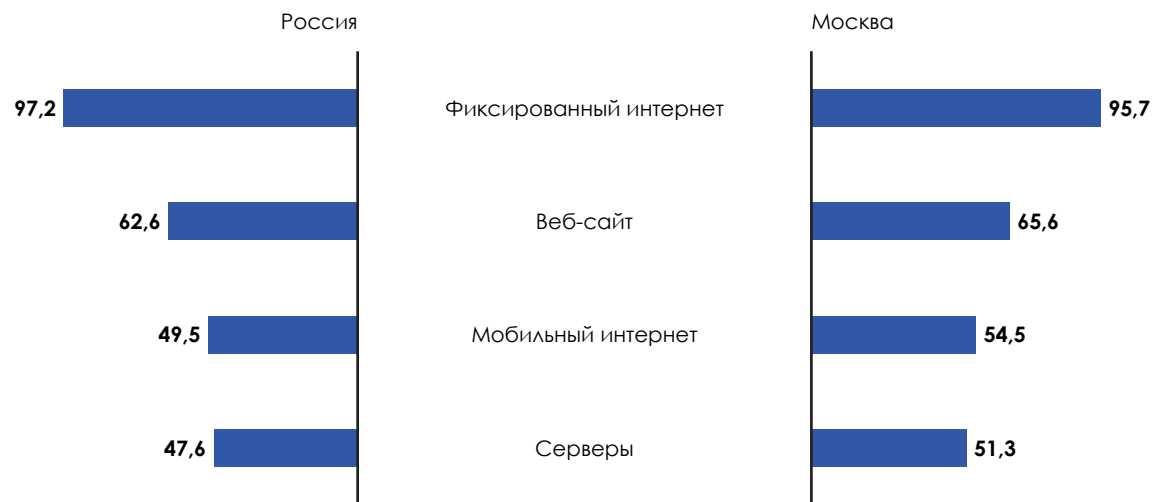 Россия Москва
97,2 Фиксированный интернет 95,7
62,6 Веб-сайт 65,6
49,5 Мобильный интернет 54,5
47,6 Серверы 51,3